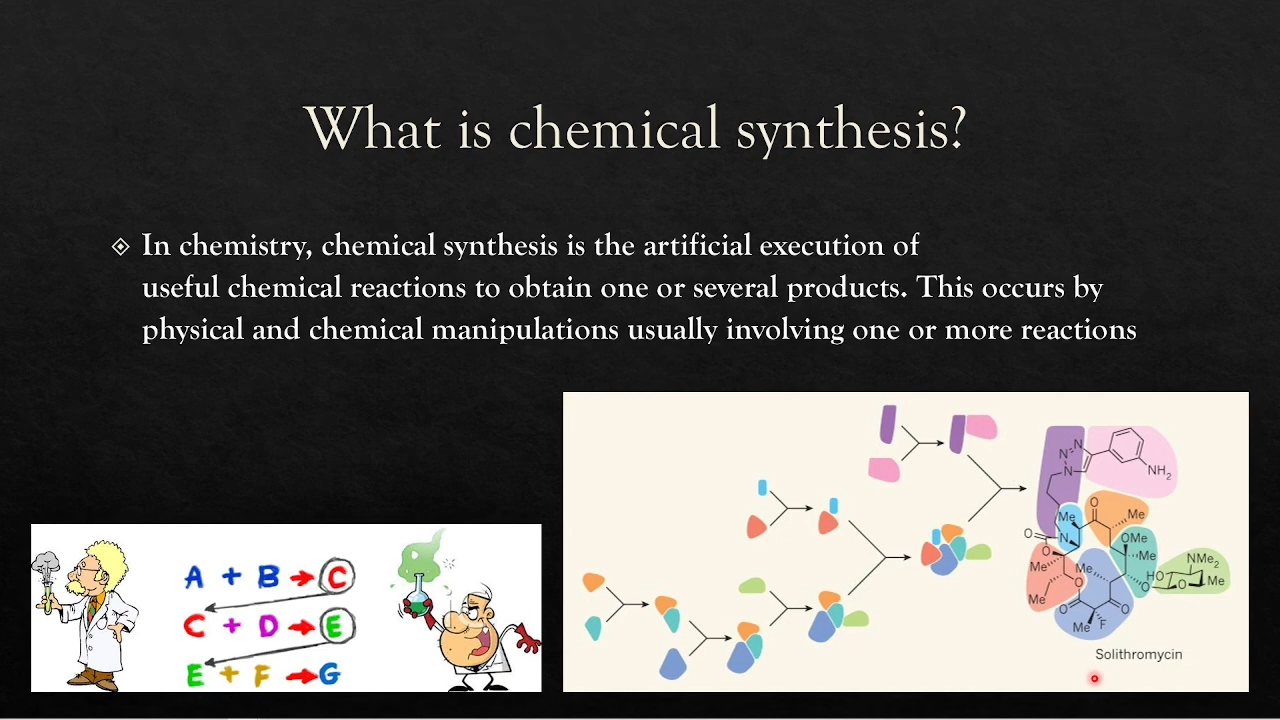 What is chemical synthesis?
In chemistry, chemical synthesis is the artificial execution of
useful chemical reactions to obtain one or several products. This occurs by
physical and chemical manipulations usually involving one or more reactions
A + B → C
C + D → E
E + F → G
N
N
N
NH2
Me
O
Me
O
N
O
OMe
Me
Me
Me
NMe2
HO
O
Me
O
Me
O
O
O
Me
F
Solithromycin